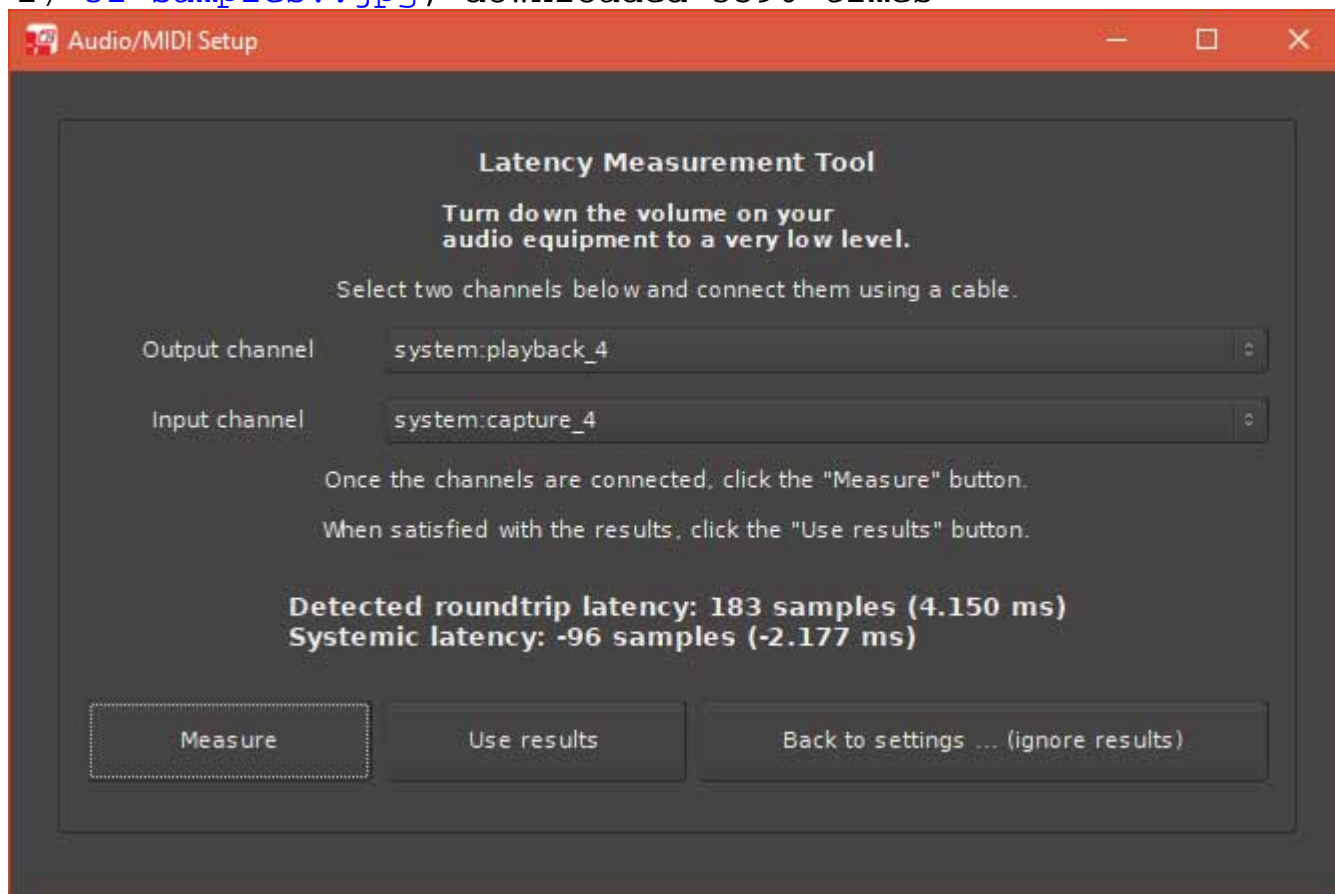 Audio/MIDI Setup
Latency Measurement Tool
Turn down the volume on your
audio equipment to a very low level.
Select two channels below and connect them using a cable.
Output channel system:playback_4
Input channel system:capture_4
Once the channels are connected, click the "Measure" button.
When satisfied with the results, click the "Use results" button.
Detected roundtrip latency: 183 samples (4.150 ms)
Systemic latency: -96 samples (-2.177 ms)
Measure Use results Back to settings ... (ignore results)